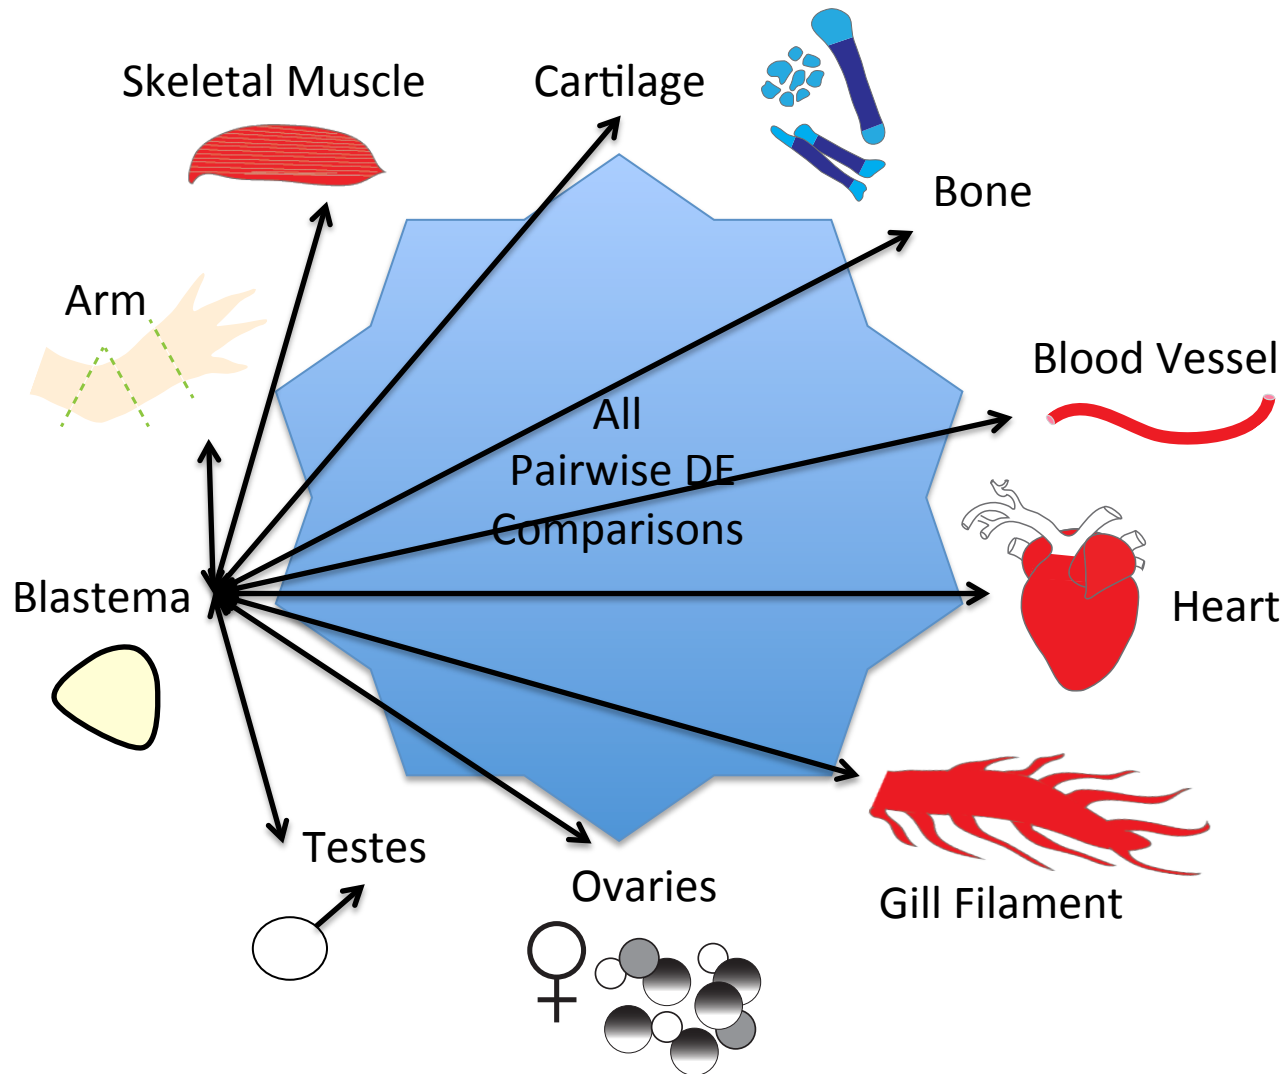 Skeletal Muscle
Cartilage
Bone
Arm
Blood Vessel
All
Pairwise DE
Comparisons
Blastema
Heart
Testes
Ovaries
Gill Filament